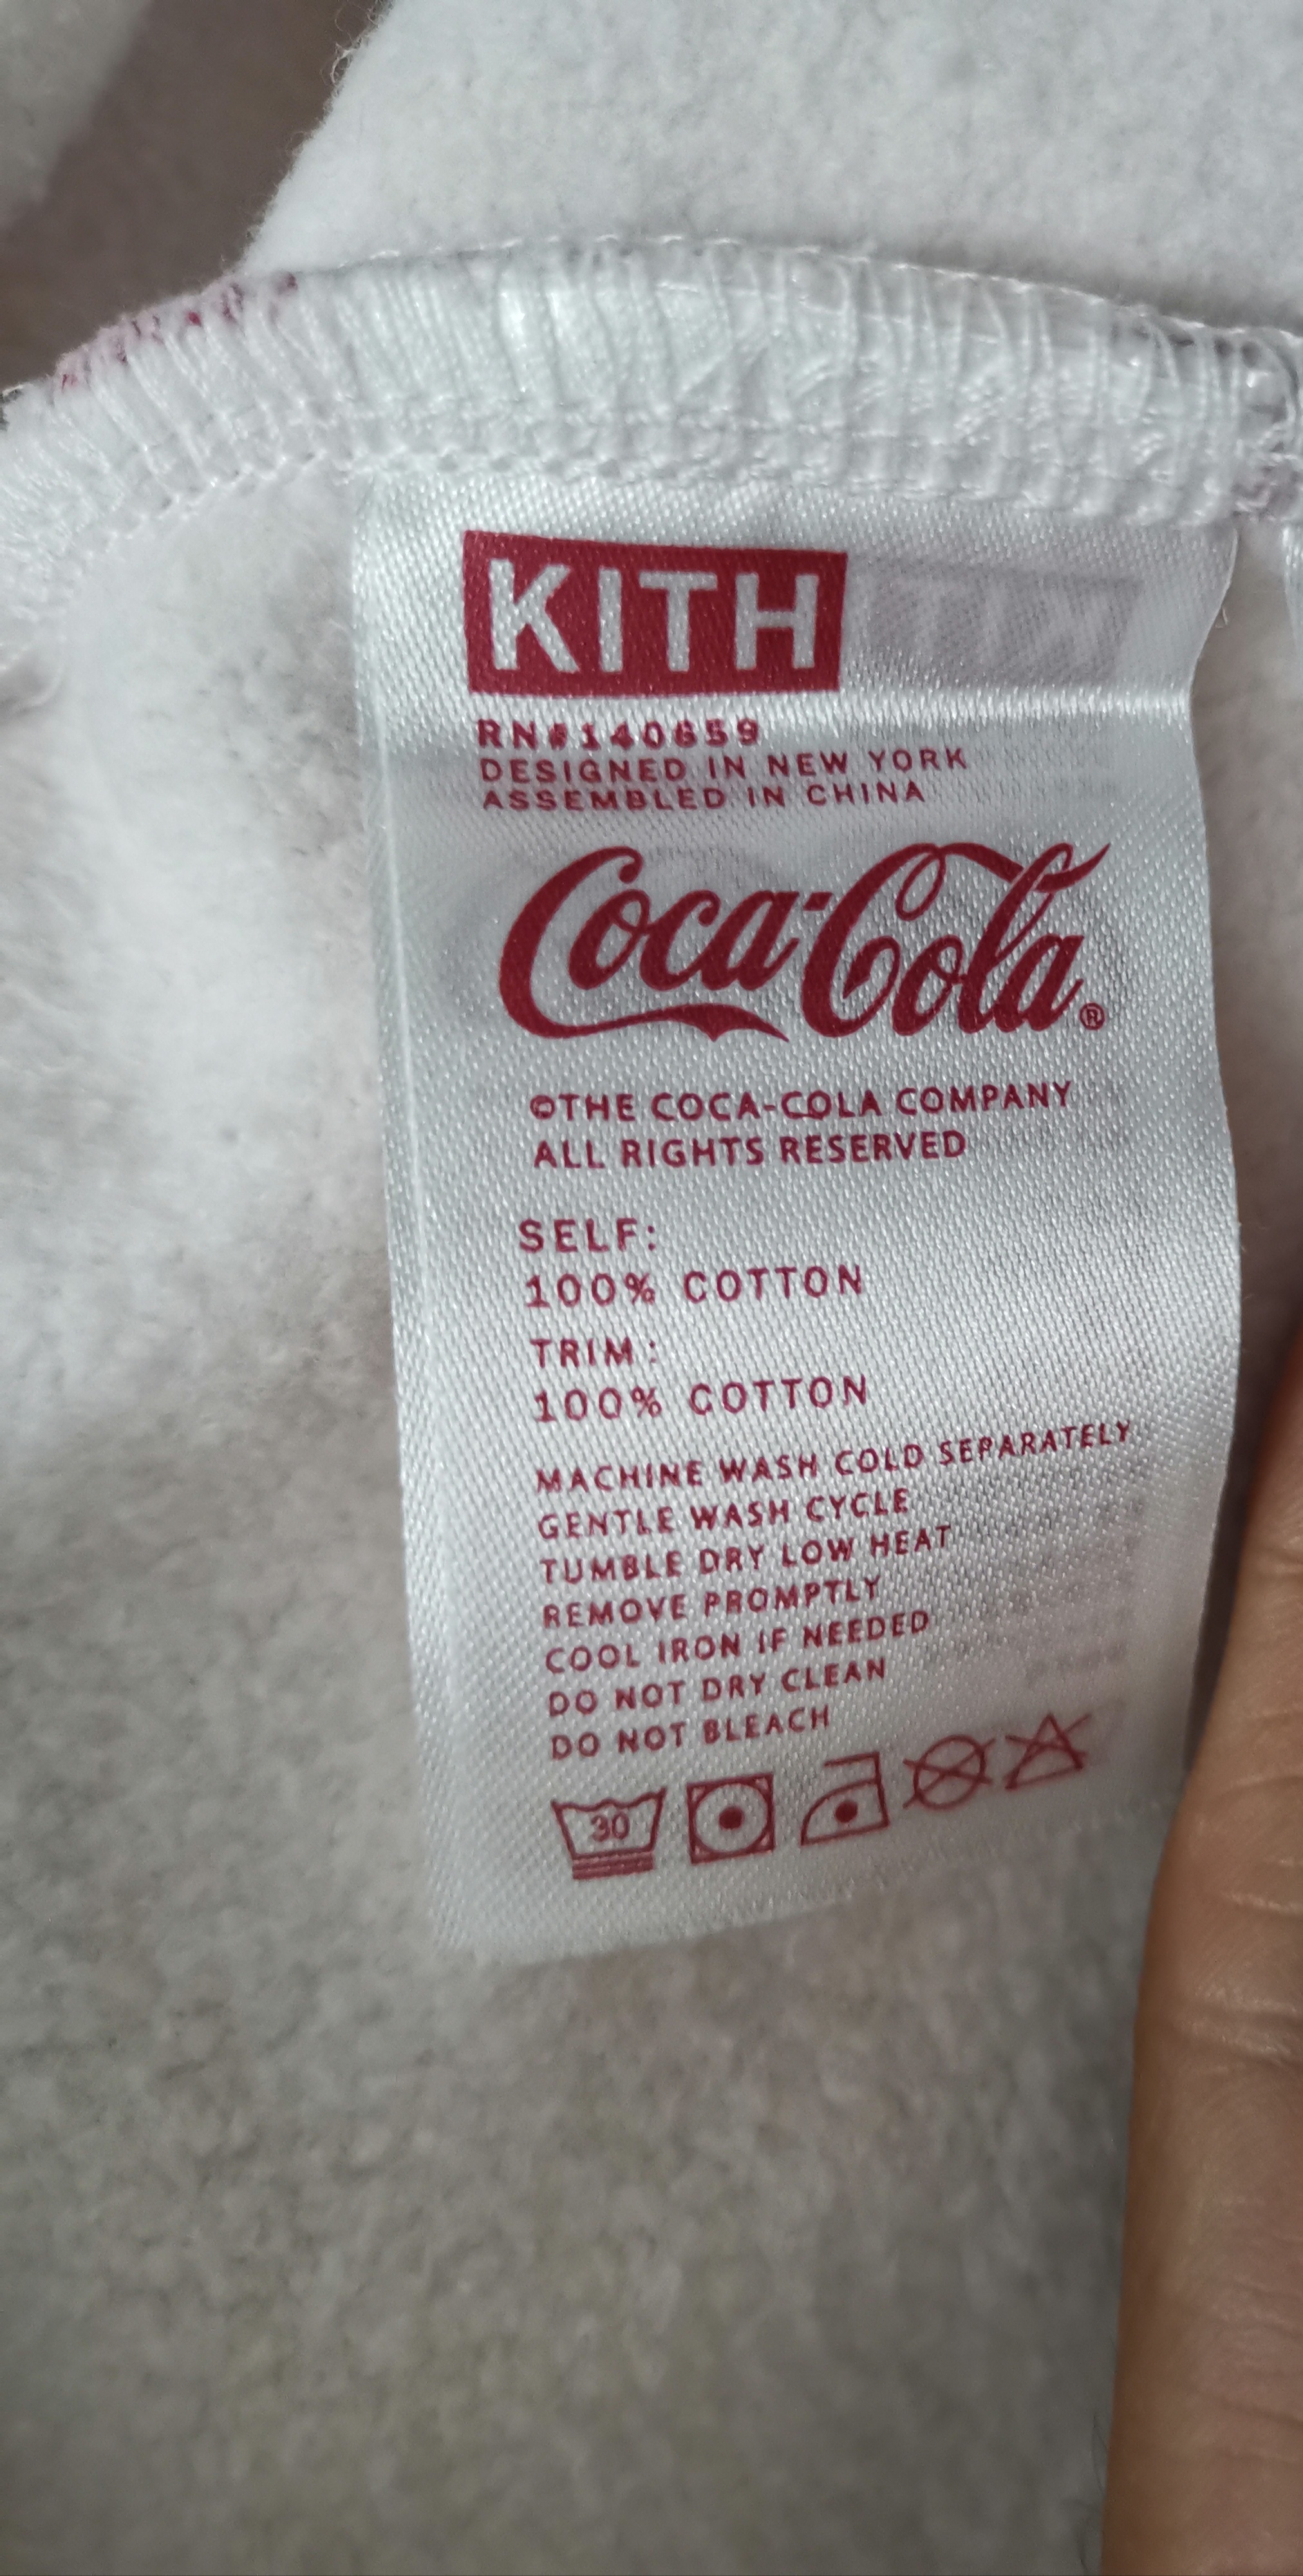 KITH
RN#140659
DESIGNED IN NEW YORK
ASSEMBLED IN CHINA
Coca-Cola®
©THE COCA-COLA COMPANY
ALL RIGHTS RESERVED
SELF:
100% COTTON
TRIM:
100% COTTON
MACHINE WASH COLD SEPARATELY
GENTLE WASH CYCLE
TUMBLE DRY LOW HEAT
REMOVE PROMPTLY
COOL IRON IF NEEDED
DO NOT DRY CLEAN
DO NOT BLEACH
30